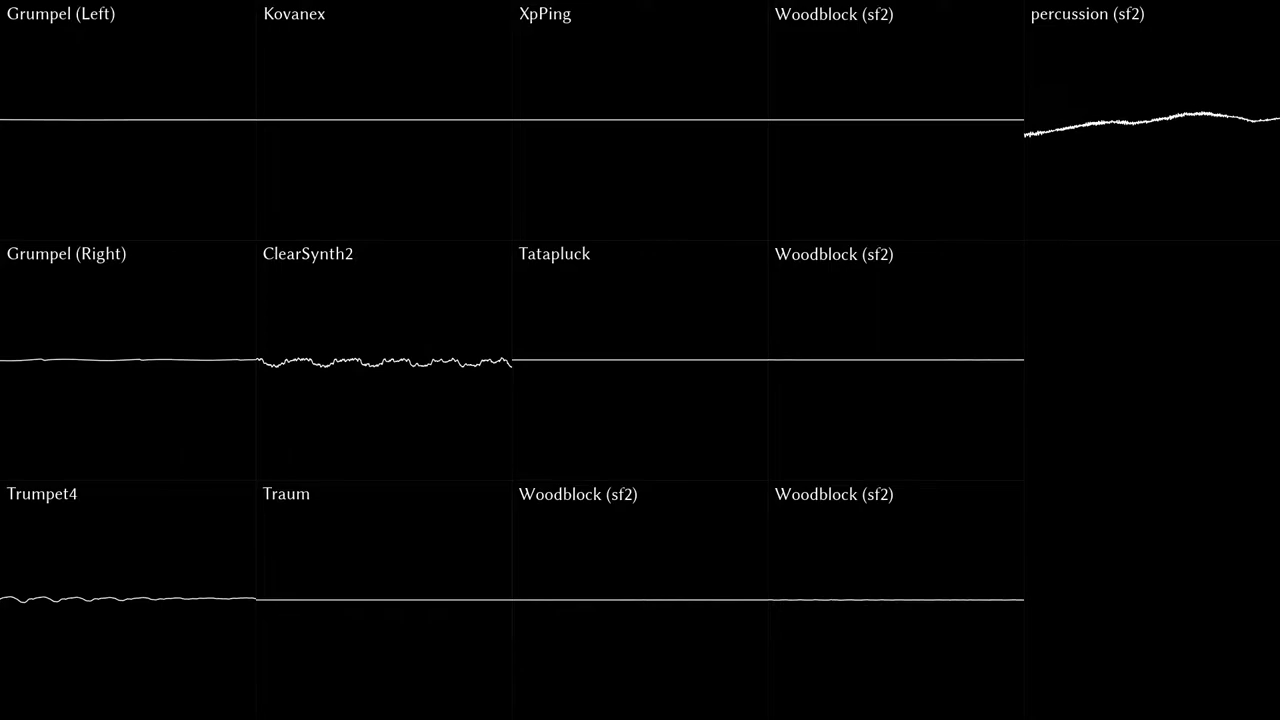 Grumpel (Left)
Kovanex
XpPing
Woodblock (sf2)
percussion (sf2)
Grumpel (Right)
ClearSynth2
Tatapluck
Woodblock (sf2)
Trumpet4
Traum
Woodblock (sf2)
Woodblock (sf2)